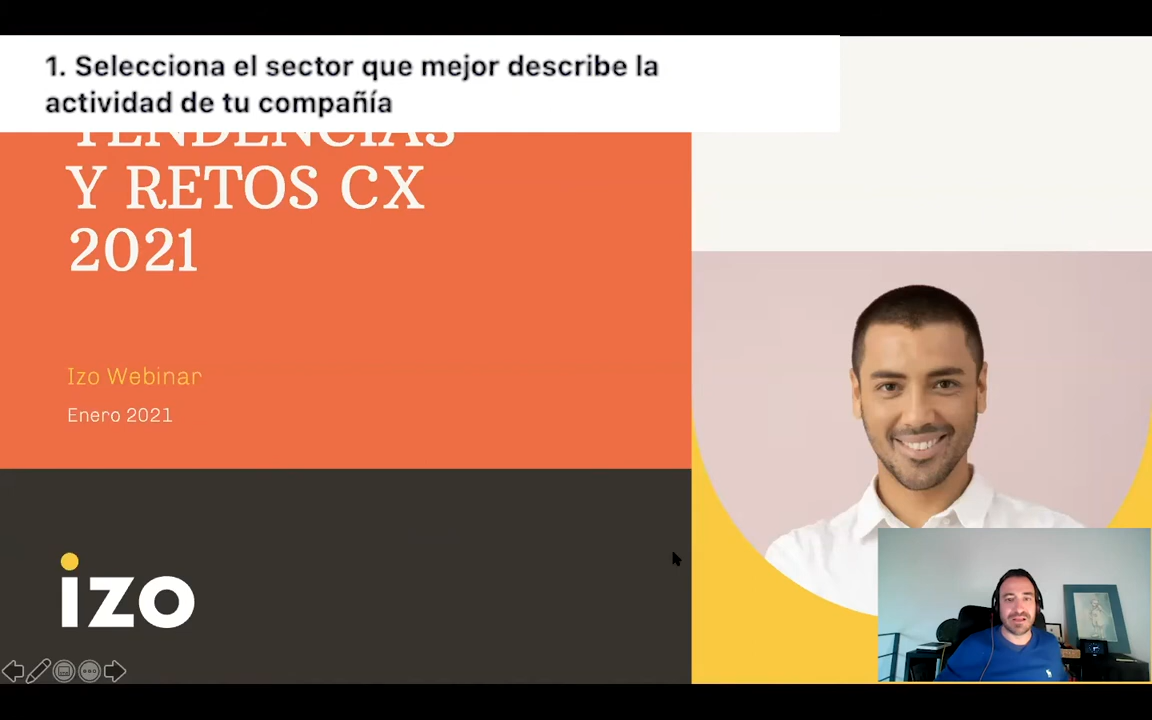 1. Selecciona el sector que mejor describe la
actividad de tu compañía
TENDENCIAS
Y RETOS CX
2021
Izo Webinar
Enero 2021
izo